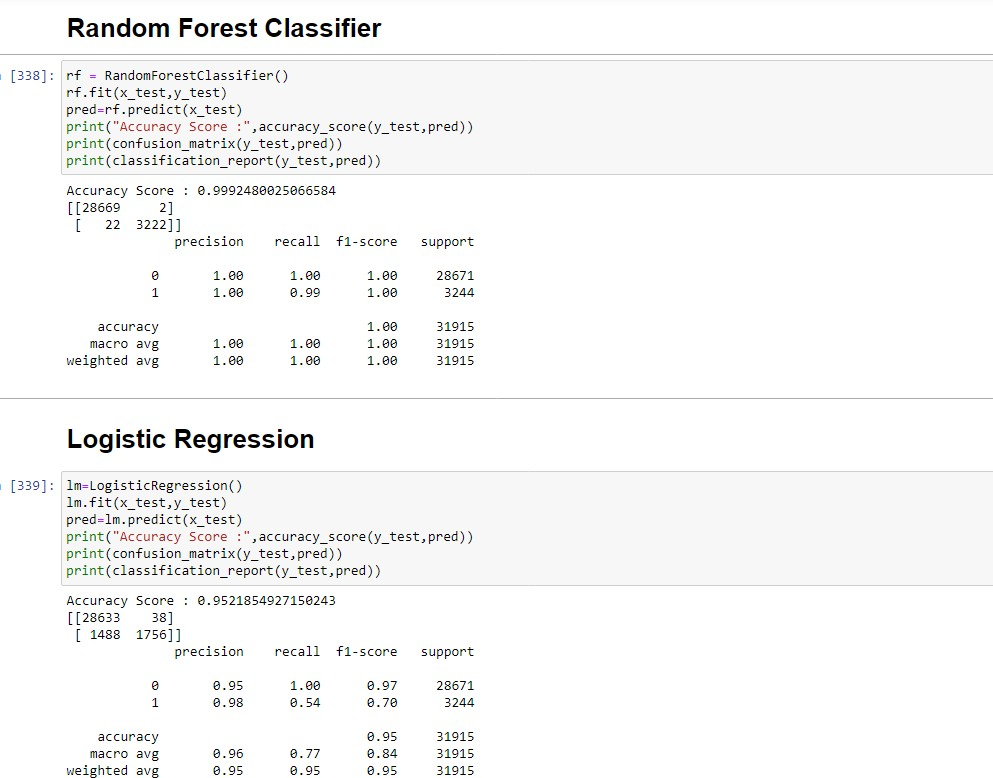 Random Forest Classifier
[338]: rf = RandomForestClassifier()
rf.fit(x_test,y_test)
pred=rf.predict(x_test)
print("Accuracy Score :",accuracy_score(y_test,pred))
print(confusion_matrix(y_test,pred))
print(classification_report(y_test,pred))
Accuracy Score : 0.9992480025066584
[[28669     2]
 [   22  3222]]
              precision    recall  f1-score   support
           0       1.00      1.00      1.00     28671
           1       1.00      0.99      1.00      3244
    accuracy                           1.00     31915
   macro avg       1.00      1.00      1.00     31915
weighted avg       1.00      1.00      1.00     31915
Logistic Regression
[339]: lm=LogisticRegression()
lm.fit(x_test,y_test)
pred=lm.predict(x_test)
print("Accuracy Score :",accuracy_score(y_test,pred))
print(confusion_matrix(y_test,pred))
print(classification_report(y_test,pred))
Accuracy Score : 0.9521854927150243
[[28633    38]
 [ 1488  1756]]
              precision    recall  f1-score   support
           0       0.95      1.00      0.97     28671
           1       0.98      0.54      0.70      3244
    accuracy                           0.95     31915
   macro avg       0.96      0.77      0.84     31915
weighted avg       0.95      0.95      0.95     31915